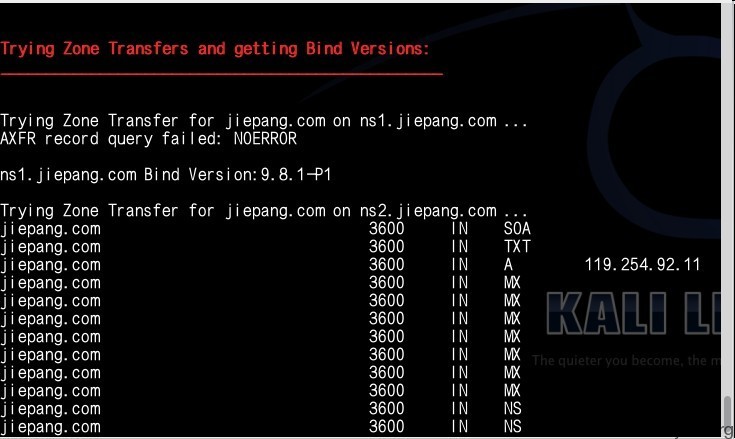 Trying Zone Transfers and getting Bind Versions:
Trying Zone Transfer for jiepang.com on ns1.jiepang.com ...
AXFR record query failed: NOERROR
ns1.jiepang.com Bind Version:9.8.1-P1
Trying Zone Transfer for jiepang.com on ns2.jiepang.com ...
jiepang.com 3600 IN SOA
jiepang.com 3600 IN TXT
jiepang.com 3600 IN A 119.254.92.11
jiepang.com 3600 IN MX
jiepang.com 3600 IN MX
jiepang.com 3600 IN MX
jiepang.com 3600 IN MX
jiepang.com 3600 IN MX
jiepang.com 3600 IN MX
jiepang.com 3600 IN MX
jiepang.com 3600 IN NS
jiepang.com 3600 IN NS
KALI LI
The quieter you become, the m